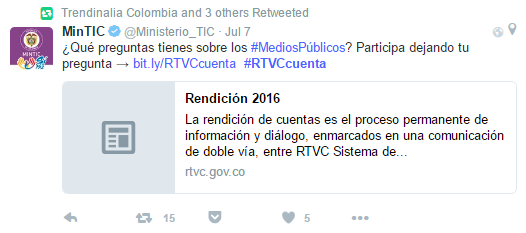 Trendinalia Colombia and 3 others Retweeted
MinTIC @Ministerio_TIC · Jul 7
¿Qué preguntas tienes sobre los #MediosPúblicos? Participa dejando tu
pregunta → bit.ly/RTVCcuenta #RTVCcuenta
Rendición 2016
La rendición de cuentas es el proceso permanente de
información y diálogo, enmarcados en una comunicación
de doble vía, entre RTVC Sistema de...
rtvc.gov.co
15
5